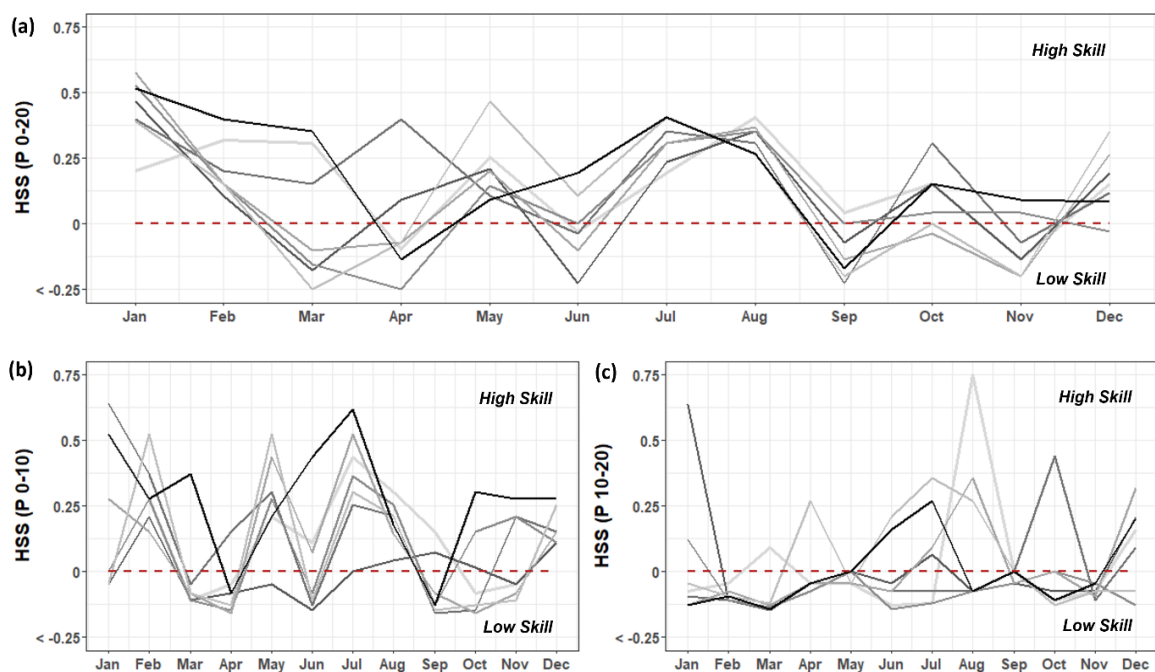 (a)
HSS (P 0-20)
0.75
0.5
0.25
0
< -0.25
High Skill
Low Skill
Jan Feb Mar Apr May Jun Jul Aug Sep Oct Nov Dec
(b)
HSS (P 0-10)
0.75
0.5
0.25
0
< -0.25
High Skill
Low Skill
Jan Feb Mar Apr May Jun Jul Aug Sep Oct Nov Dec
(c)
HSS (P 10-20)
0.75
0.5
0.25
0
< -0.25
High Skill
Low Skill
Jan Feb Mar Apr May Jun Jul Aug Sep Oct Nov Dec